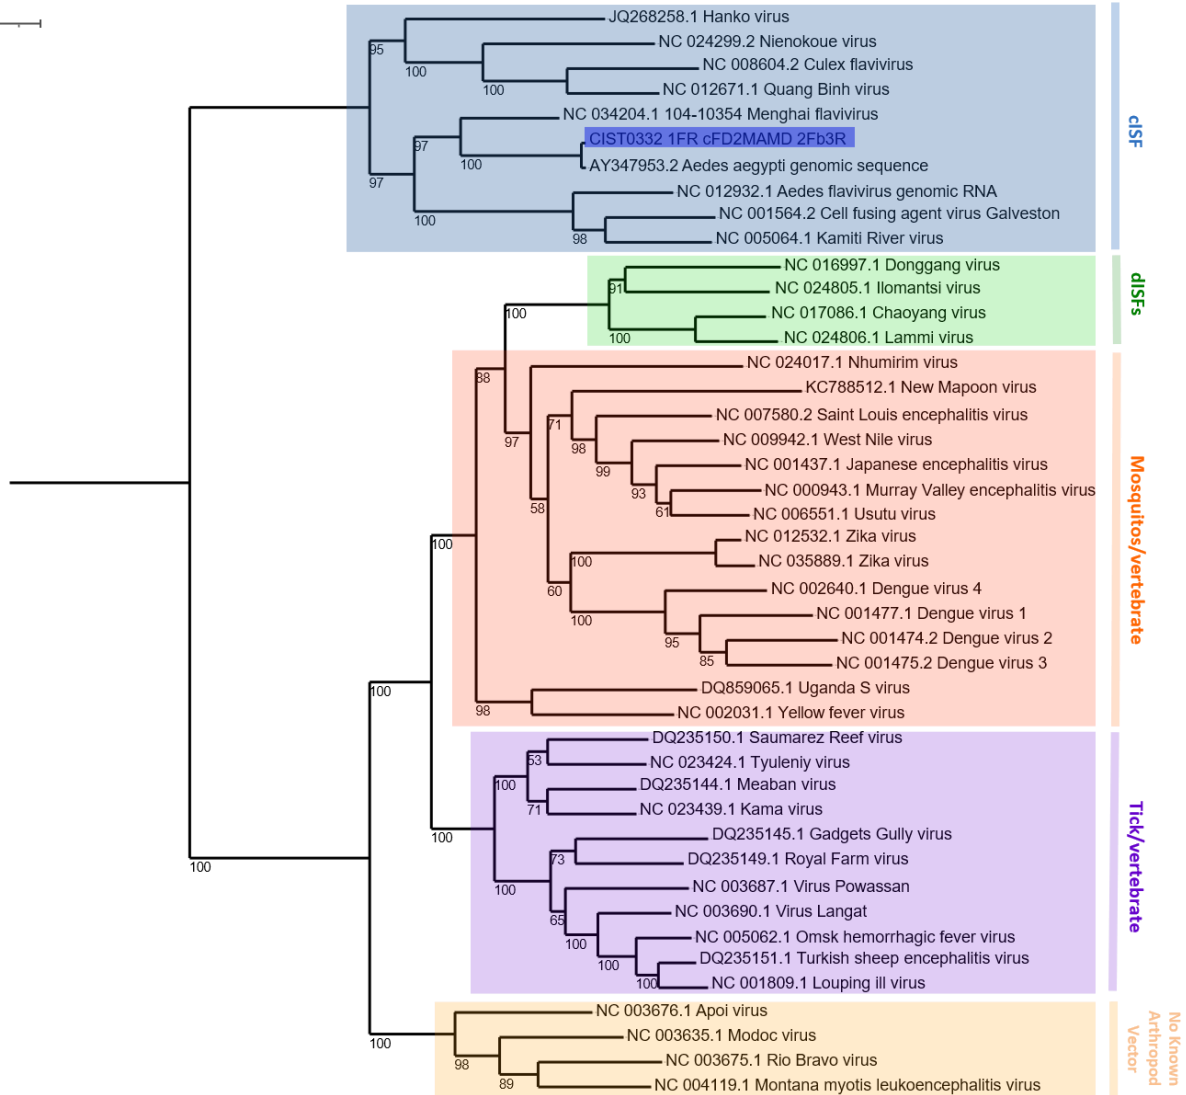 JQ268258.1 Hanko virus
95
NC 024299.2 Nienokoue virus
100
NC 008604.2 Culex flavivirus
100
NC 012671.1 Quang Binh virus
NC 034204.1 104-10354 Menghai flavivirus
97
CIST0332 1FR cFD2MAMD 2Fb3R
100
AY347953.2 Aedes aegypti genomic sequence
97
NC 012932.1 Aedes flavivirus genomic RNA
100
NC 001564.2 Cell fusing agent virus Galveston
98
NC 005064.1 Kamiti River virus
cISF
NC 016997.1 Donggang virus
91
NC 024805.1 Ilomantsi virus
100
NC 017086.1 Chaoyang virus
100
NC 024806.1 Lammi virus
dISFs
NC 024017.1 Nhumirim virus
88
KC788512.1 New Mapoon virus
71
NC 007580.2 Saint Louis encephalitis virus
97
98
NC 009942.1 West Nile virus
99
NC 001437.1 Japanese encephalitis virus
93
NC 000943.1 Murray Valley encephalitis virus
58
61
NC 006551.1 Usutu virus
NC 012532.1 Zika virus
100
100
NC 035889.1 Zika virus
60
NC 002640.1 Dengue virus 4
100
NC 001477.1 Dengue virus 1
95
NC 001474.2 Dengue virus 2
85
NC 001475.2 Dengue virus 3
DQ859065.1 Uganda S virus
100
98
NC 002031.1 Yellow fever virus
Mosquitos/vertebrate
DQ235150.1 Saumarez Reef virus
53
NC 023424.1 Tyuleniy virus
100
DQ235144.1 Meaban virus
71
NC 023439.1 Kama virus
100
DQ235145.1 Gadgets Gully virus
73
DQ235149.1 Royal Farm virus
100
100
NC 003687.1 Virus Powassan
65
NC 003690.1 Virus Langat
100
NC 005062.1 Omsk hemorrhagic fever virus
100
DQ235151.1 Turkish sheep encephalitis virus
100
NC 001809.1 Louping ill virus
Tick/vertebrate
NC 003676.1 Apoi virus
100
NC 003635.1 Modoc virus
98
NC 003675.1 Rio Bravo virus
89
NC 004119.1 Montana myotis leukoencephalitis virus
No Known
Arthropod
Vector